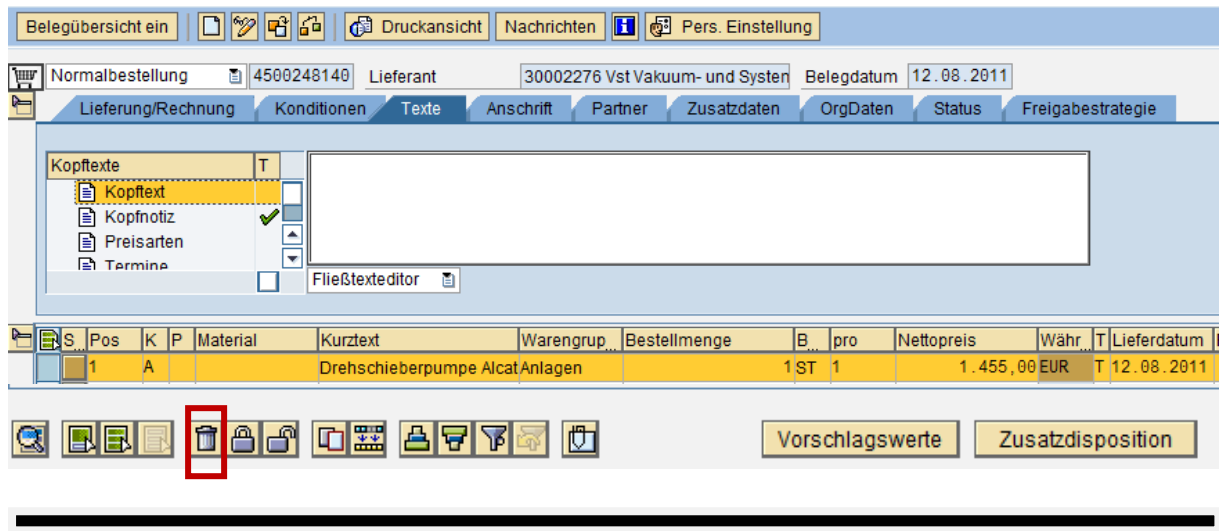 Belegübersicht ein Druckansicht Nachrichten Pers. Einstellung
Normalbestellung 4500248140 Lieferant 30002276 Vst Vakuum- und Systen Belegdatum 12.08.2011
Lieferung/Rechnung Konditionen Texte Anschrift Partner Zusatzdaten OrgDaten Status Freigabestrategie
Kopftexte T
Kopftext
Kopfnotiz
Preisarten
Termine
Fließtexteditor
S... Pos K P Material Kurztext Warengrup... Bestellmenge B... pro Nettopreis Währ... T Lieferdatum
1 A Drehschieberpumpe Alcat Anlagen 1 ST 1 1.455,00 EUR T 12.08.2011
Vorschlagswerte Zusatzdisposition